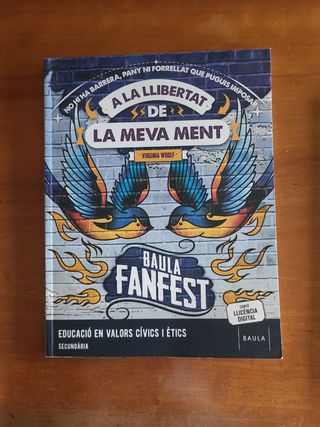 NO HI HA BARRERA, PANY NI FORRELLAT QUE PUGUIS IMPOSAR
A LA LLIBERTAT
DE
LA MEVA MENT
VIRGINIA WOOLF
BAULA
FANFEST
CONTÉ
LLICÈNCIA
DIGITAL
EDUCACIÓ EN VALORS CÍVICS I ÈTICS
SECUNDÀRIA
BAULA